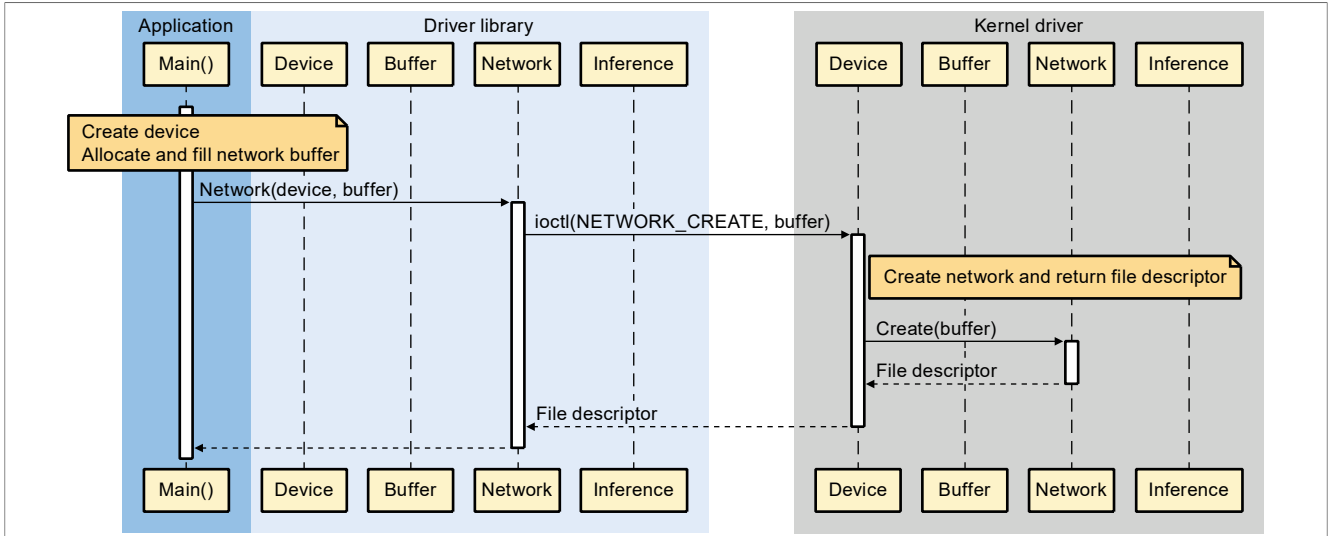 Application
Driver library
Kernel driver
Main()
Device
Buffer
Network
Inference
Device
Buffer
Network
Inference
Create device
Allocate and fill network buffer
Network(device, buffer)
ioctl(NETWORK_CREATE, buffer)
Create network and return file descriptor
Create(buffer)
File descriptor
File descriptor
Main()
Device
Buffer
Network
Inference
Device
Buffer
Network
Inference